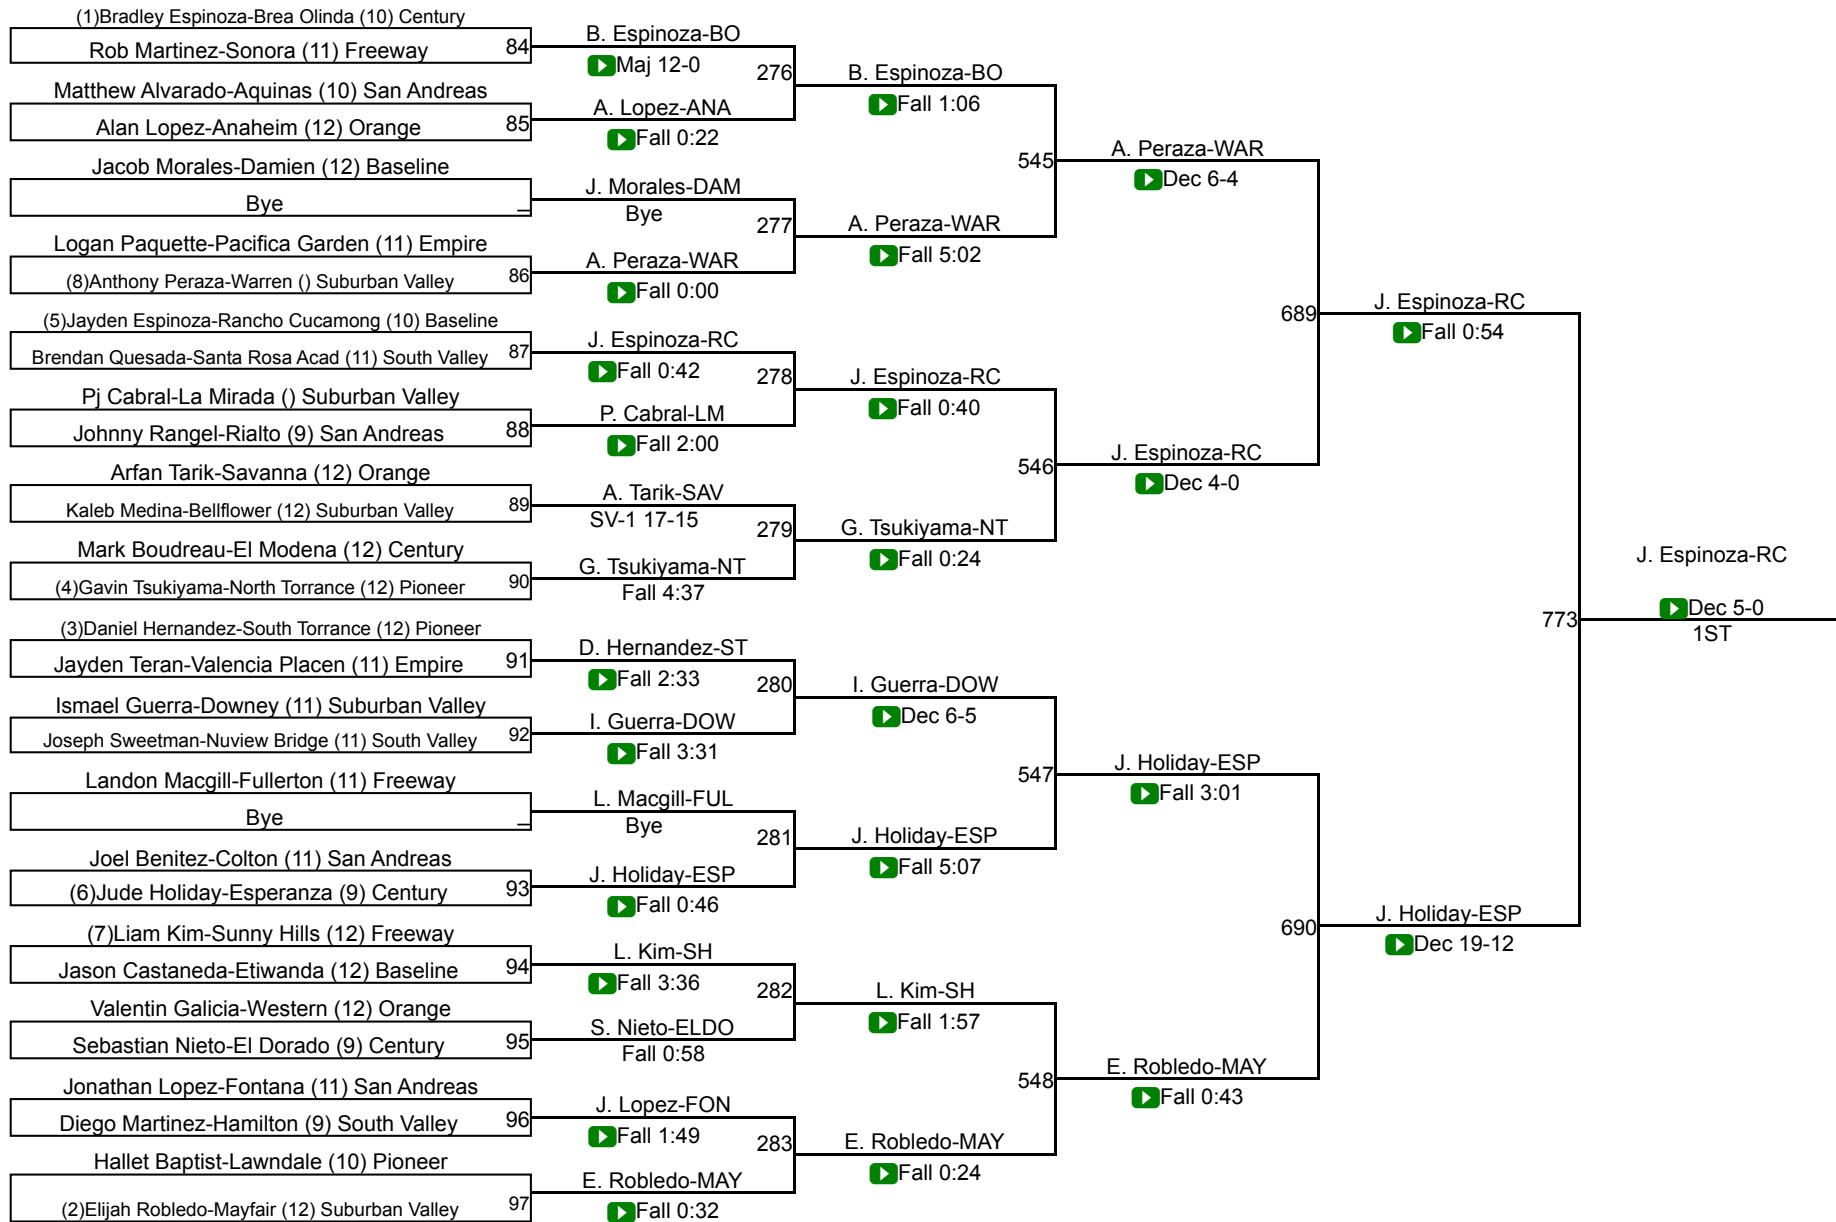 (1)Bradley Espinoza-Brea Olinda (10) Century
Rob Martinez-Sonora (11) Freeway 84
Matthew Alvarado-Aquinas (10) San Andreas
Alan Lopez-Anaheim (12) Orange 85
Jacob Morales-Damien (12) Baseline
Bye _
Logan Paquette-Pacifica Garden (11) Empire
(8)Anthony Peraza-Warren () Suburban Valley 86
(5)Jayden Espinoza-Rancho Cucamong (10) Baseline
Brendan Quesada-Santa Rosa Acad (11) South Valley 87
Pj Cabral-La Mirada () Suburban Valley
Johnny Rangel-Rialto (9) San Andreas 88
Arfan Tarik-Savanna (12) Orange
Kaleb Medina-Bellflower (12) Suburban Valley 89
Mark Boudreau-El Modena (12) Century
(4)Gavin Tsukiyama-North Torrance (12) Pioneer 90
(3)Daniel Hernandez-South Torrance (12) Pioneer
Jayden Teran-Valencia Placen (11) Empire 91
Ismael Guerra-Downey (11) Suburban Valley
Joseph Sweetman-Nuview Bridge (11) South Valley 92
Landon Macgill-Fullerton (11) Freeway
Bye _
Joel Benitez-Colton (11) San Andreas
(6)Jude Holiday-Esperanza (9) Century 93
(7)Liam Kim-Sunny Hills (12) Freeway
Jason Castaneda-Etiwanda (12) Baseline 94
Valentin Galicia-Western (12) Orange
Sebastian Nieto-El Dorado (9) Century 95
Jonathan Lopez-Fontana (11) San Andreas
Diego Martinez-Hamilton (9) South Valley 96
Hallet Baptist-Lawndale (10) Pioneer
(2)Elijah Robledo-Mayfair (12) Suburban Valley 97
B. Espinoza-BO
Maj 12-0
276
A. Lopez-ANA
Fall 0:22
J. Morales-DAM
Bye
277
A. Peraza-WAR
Fall 0:00
J. Espinoza-RC
Fall 0:42
278
P. Cabral-LM
Fall 2:00
A. Tarik-SAV
SV-1 17-15
279
G. Tsukiyama-NT
Fall 4:37
D. Hernandez-ST
Fall 2:33
280
I. Guerra-DOW
Fall 3:31
L. Macgill-FUL
Bye
281
J. Holiday-ESP
Fall 0:46
L. Kim-SH
Fall 3:36
282
S. Nieto-ELDO
Fall 0:58
J. Lopez-FON
Fall 1:49
283
E. Robledo-MAY
Fall 0:32
B. Espinoza-BO
Fall 1:06
545
A. Peraza-WAR
Fall 5:02
J. Espinoza-RC
Fall 0:40
546
G. Tsukiyama-NT
Fall 0:24
I. Guerra-DOW
Dec 6-5
547
J. Holiday-ESP
Fall 5:07
L. Kim-SH
Fall 1:57
548
E. Robledo-MAY
Fall 0:24
A. Peraza-WAR
Dec 6-4
689
J. Espinoza-RC
Dec 4-0
J. Holiday-ESP
Fall 3:01
690
E. Robledo-MAY
Fall 0:43
J. Espinoza-RC
Fall 0:54
773
J. Holiday-ESP
Dec 19-12
J. Espinoza-RC
Dec 5-0
1ST